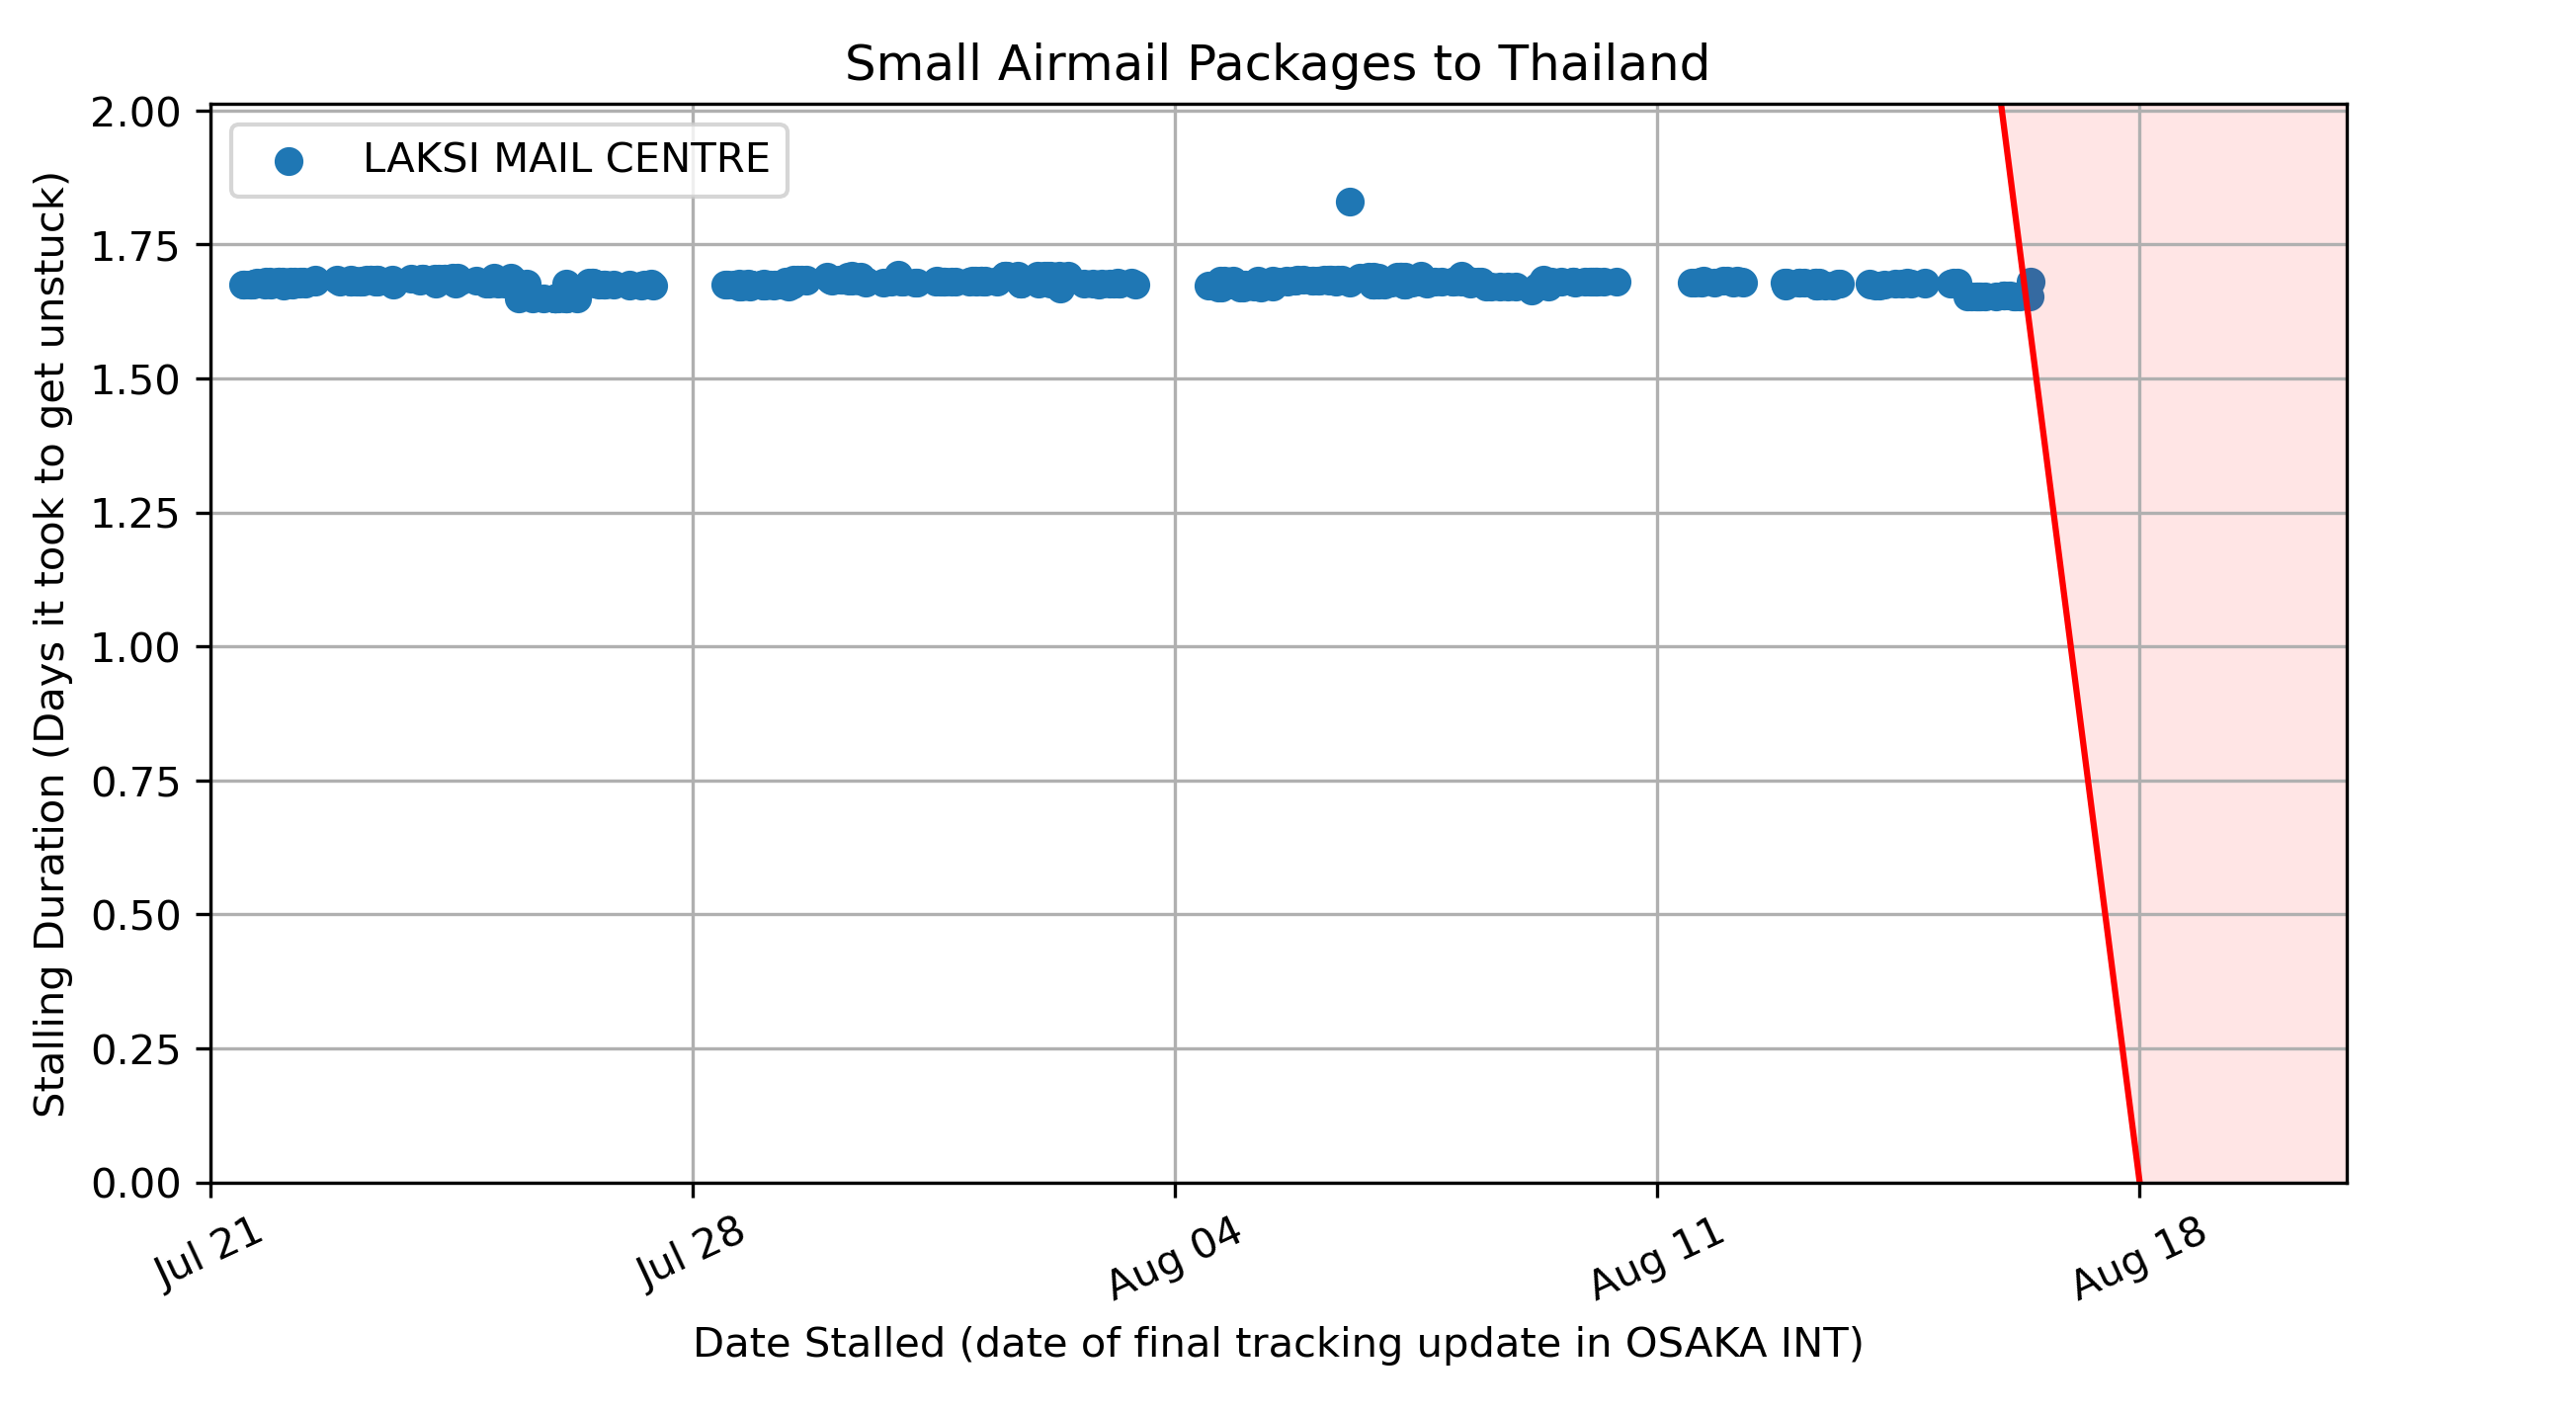 Small Airmail Packages to Thailand
LAKSI MAIL CENTRE
Stalling Duration (Days it took to get unstuck)
2.00
1.75
1.50
1.25
1.00
0.75
0.50
0.25
0.00
Jul 21
Jul 28
Aug 04
Aug 11
Aug 18
Date Stalled (date of final tracking update in OSAKA INT)